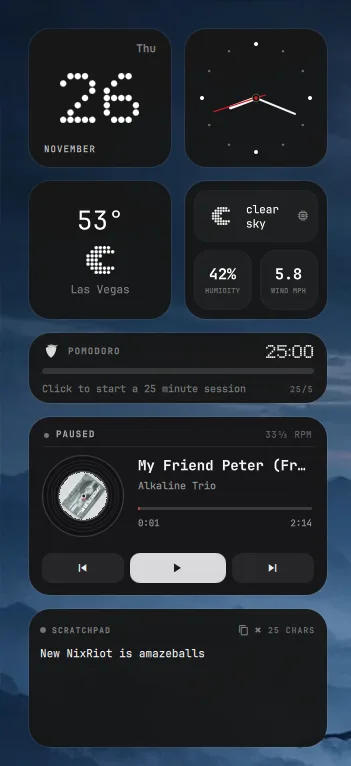 Thu
26
NOVEMBER
53°
Las Vegas
clear
sky
42%
HUMIDITY
5.8
WIND MPH
POMODORO
25:00
Click to start a 25 minute session
25/5
PAUSED
33⅓ RPM
My Friend Peter (Fr…
Alkaline Trio
0:01
2:14
SCRATCHPAD
25 CHARS
New NixRiot is amazeballs